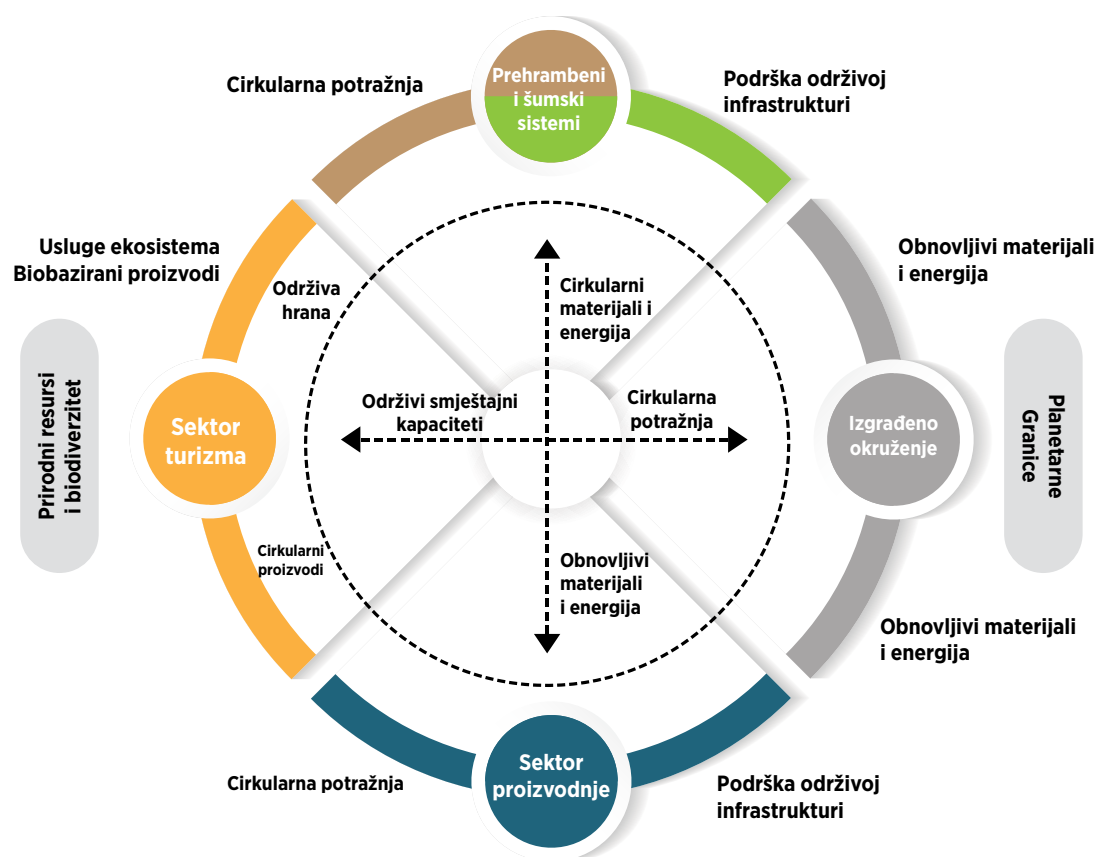 Prehrambeni
i šumski
sistemi
Cirkularna potražnja
Podrška održivoj
infrastrukturi
Usluge ekosistema
Biobazirani proizvodi
Obnovljivi materijali
i energija
Održiva
hrana
Cirkularni
materijali i
energija
Prirodni resursi
i biodiverzitet
Sektor
turizma
Održivi smještajni
kapaciteti
Cirkularna
potražnja
Izgrađeno
okruženje
Planetarne
Granice
Cirkularni
proizvodi
Obnovljivi
materijali
i energija
Obnovljivi materijali
i energija
Cirkularna potražnja
Sektor
proizvodnje
Podrška održivoj
infrastrukturi